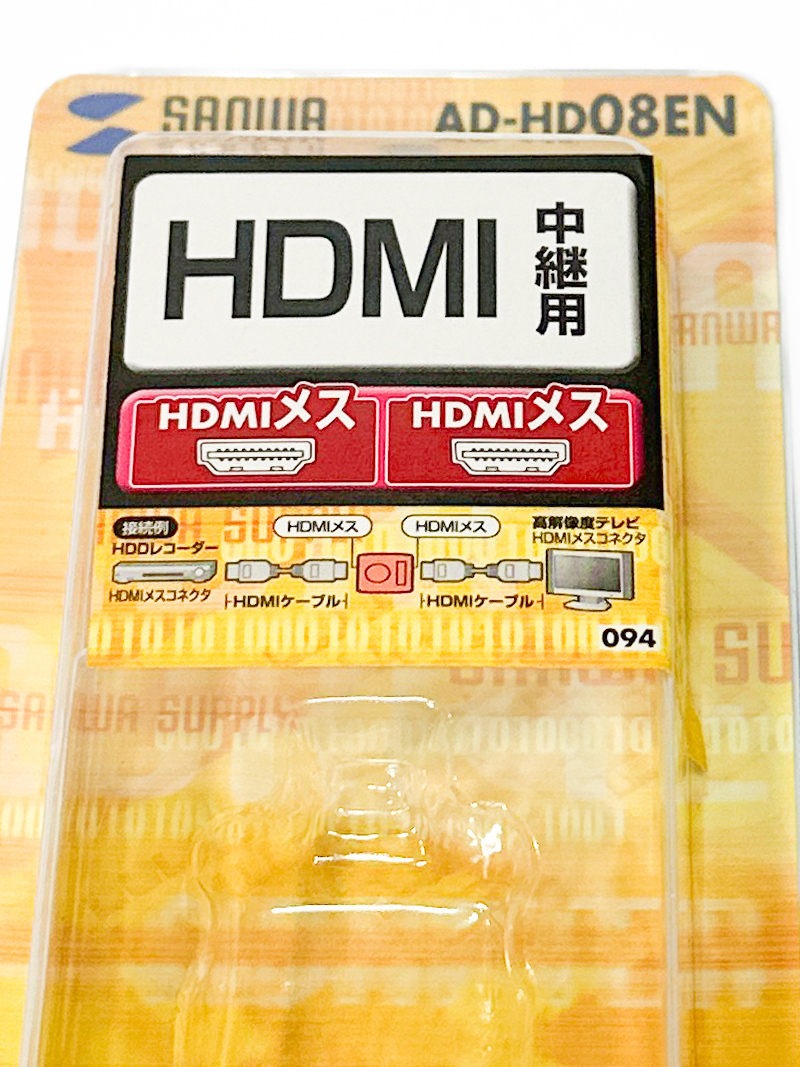 SANWA
AD-HD08EN
HDMI
中継用
HDMIメス
HDMIメス
接続例
HDMIメス
HDMIメス
高解像度テレビ
HDMIメスコネクタ
HDDレコーダー
HDMIメスコネクタ
HDMIケーブル
HDMIケーブル
094
SANWA SUPPLY